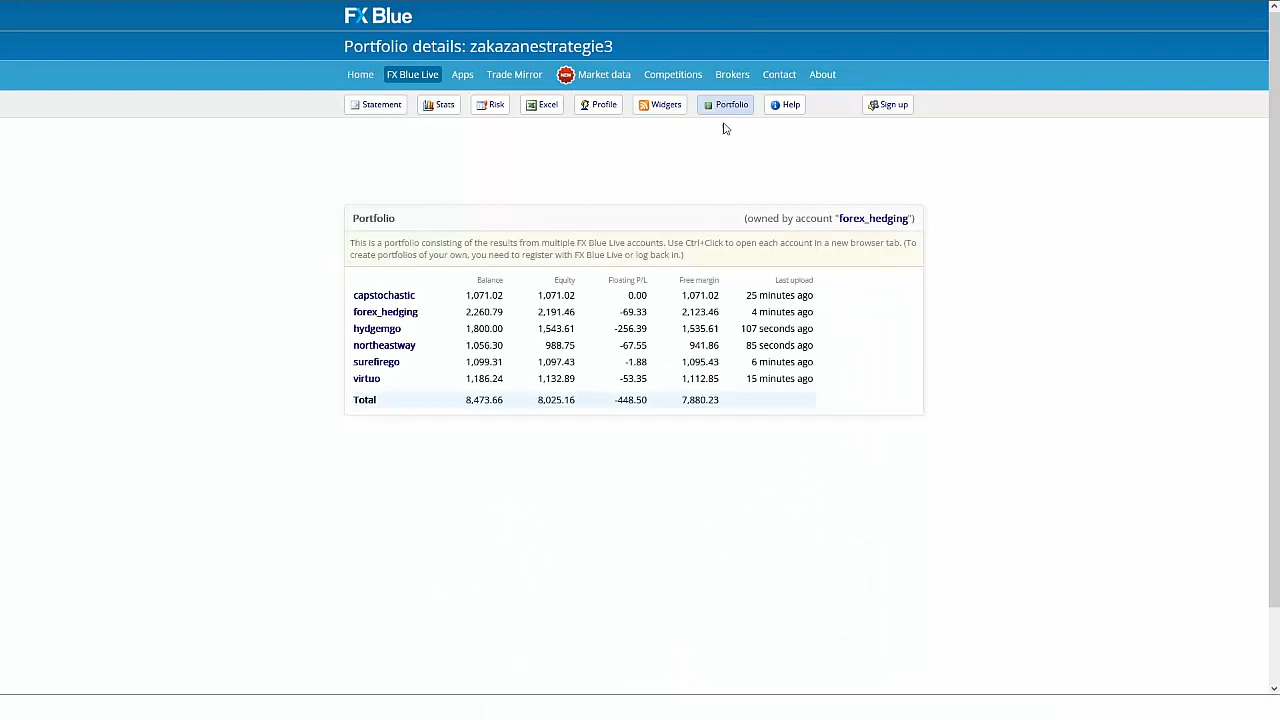 FX Blue
Portfolio details: zakazanestrategie3
Home FX Blue Live Apps Trade Mirror NEW Market data Competitions Brokers Contact About
Statement Stats Risk Excel Profile Widgets Portfolio Help Sign up
Portfolio (owned by account "forex_hedging")
This is a portfolio consisting of the results from multiple FX Blue Live accounts. Use Ctrl+Click to open each account in a new browser tab. (To
create portfolios of your own, you need to register with FX Blue Live or log back in.)
Balance Equity Floating P/L Free margin Last upload
capstochastic 1,071.02 1,071.02 0.00 1,071.02 25 minutes ago
forex_hedging 2,260.79 2,191.46 -69.33 2,123.46 4 minutes ago
hydgemgo 1,800.00 1,543.61 -256.39 1,535.61 107 seconds ago
northeastway 1,056.30 988.75 -67.55 941.86 85 seconds ago
surefirego 1,099.31 1,097.43 -1.88 1,095.43 6 minutes ago
virtuo 1,186.24 1,132.89 -53.35 1,112.85 15 minutes ago
Total 8,473.66 8,025.16 -448.50 7,880.23